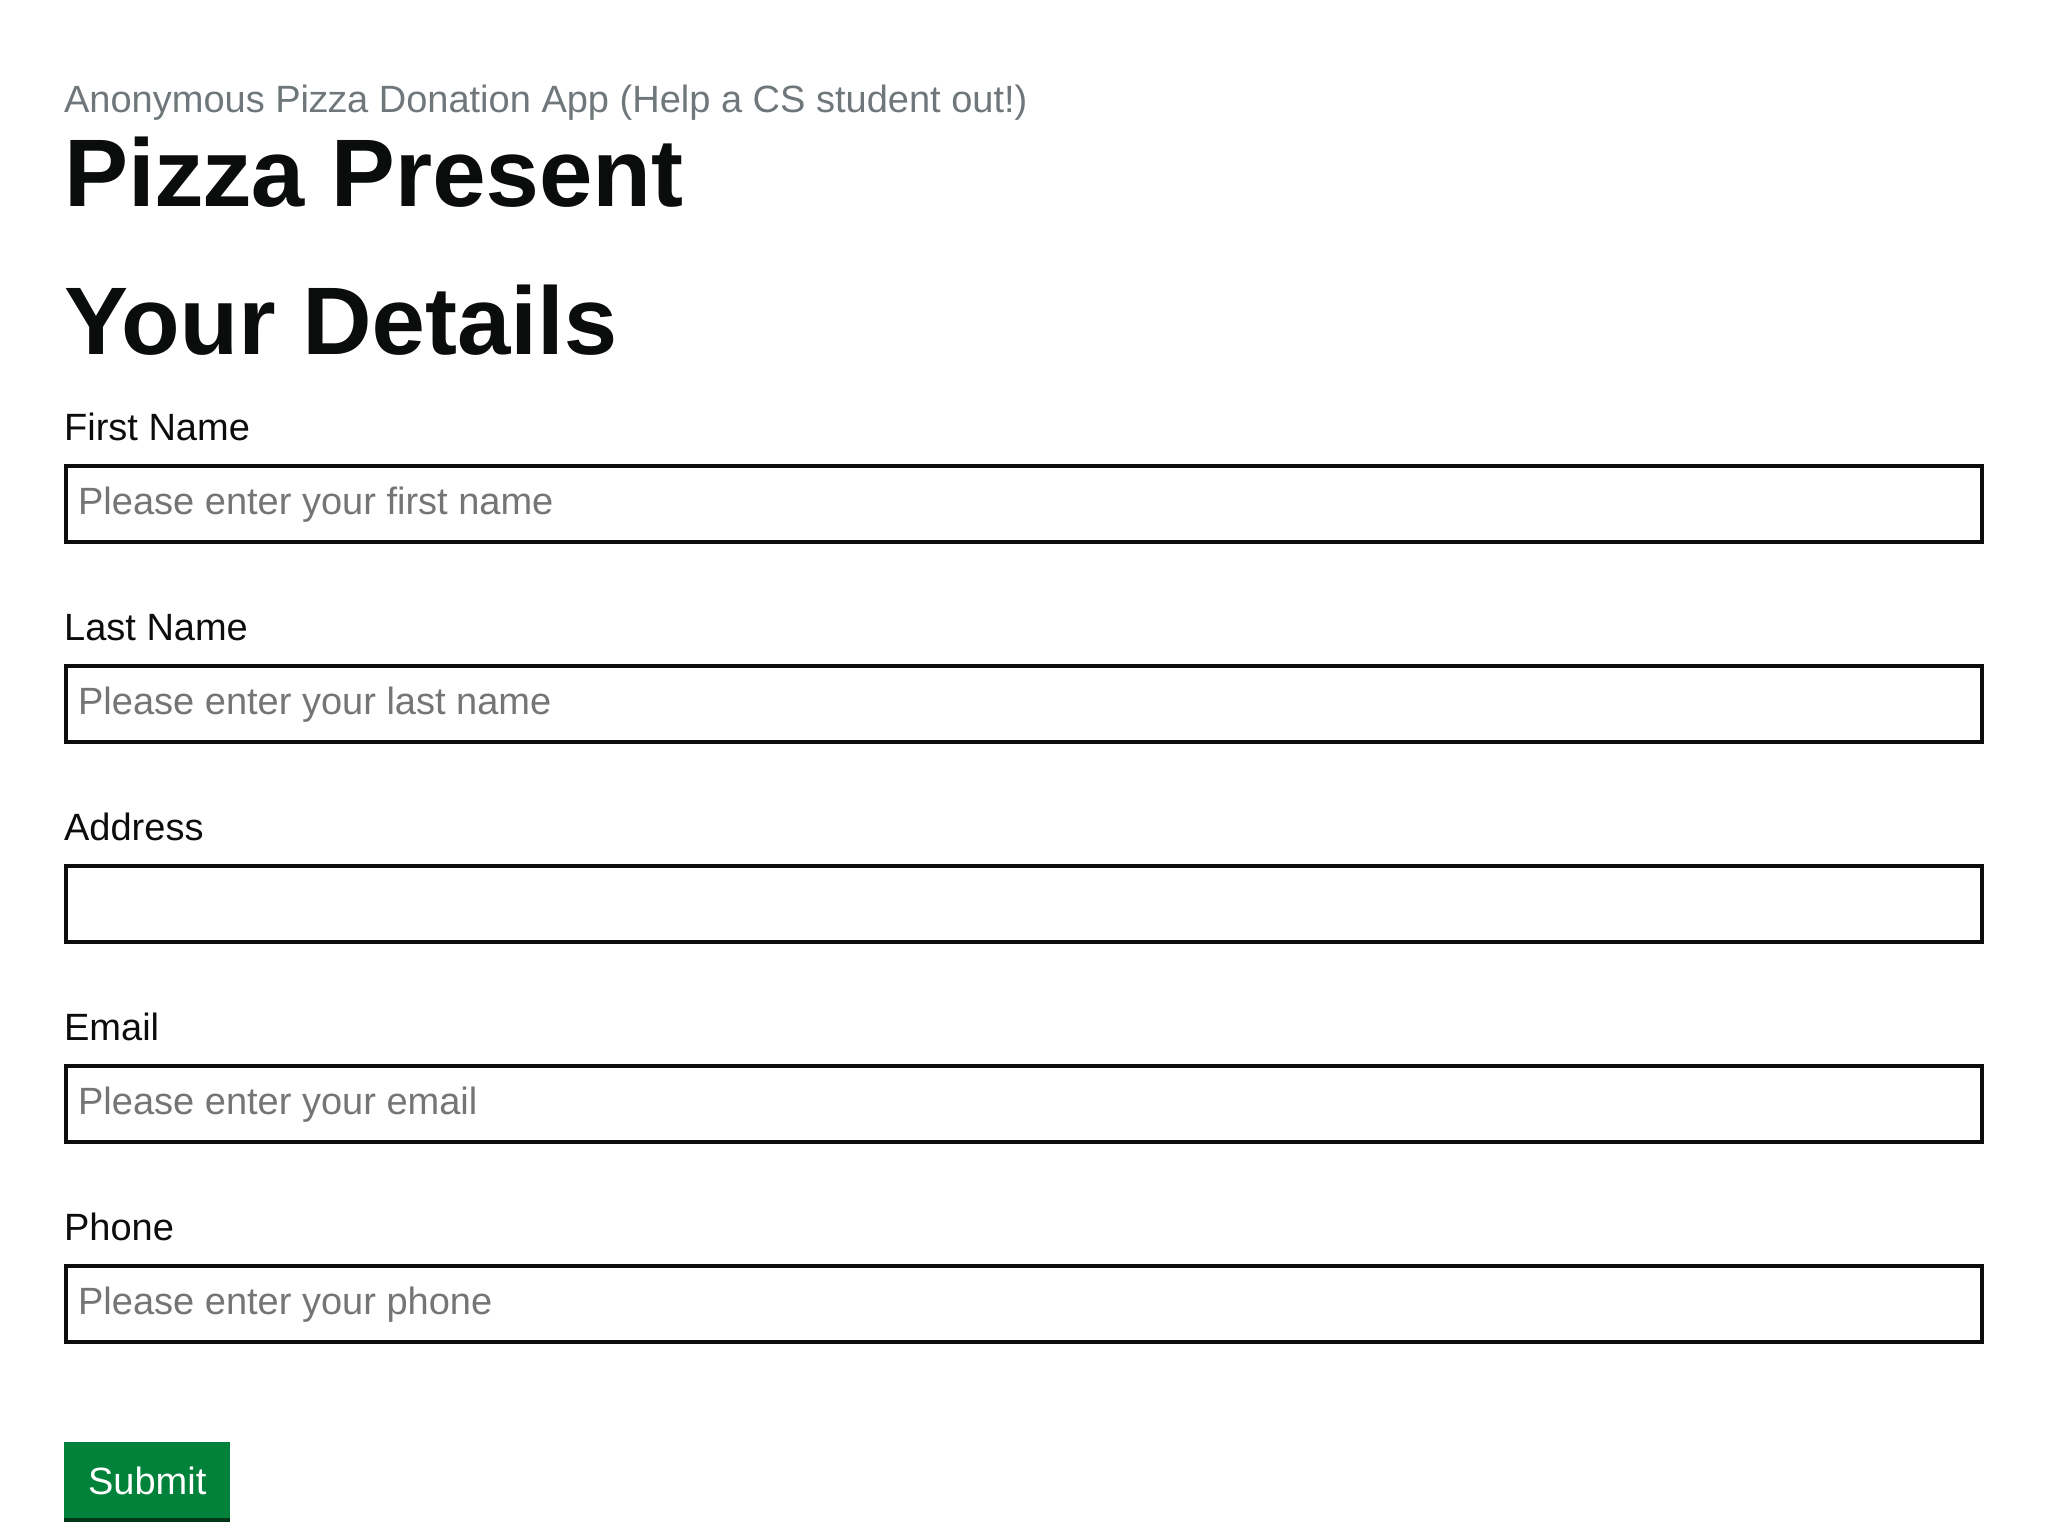 Anonymous Pizza Donation App (Help a CS student out!)
Pizza Present
Your Details
First Name
Please enter your first name
Last Name
Please enter your last name
Address
Email
Please enter your email
Phone
Please enter your phone
Submit